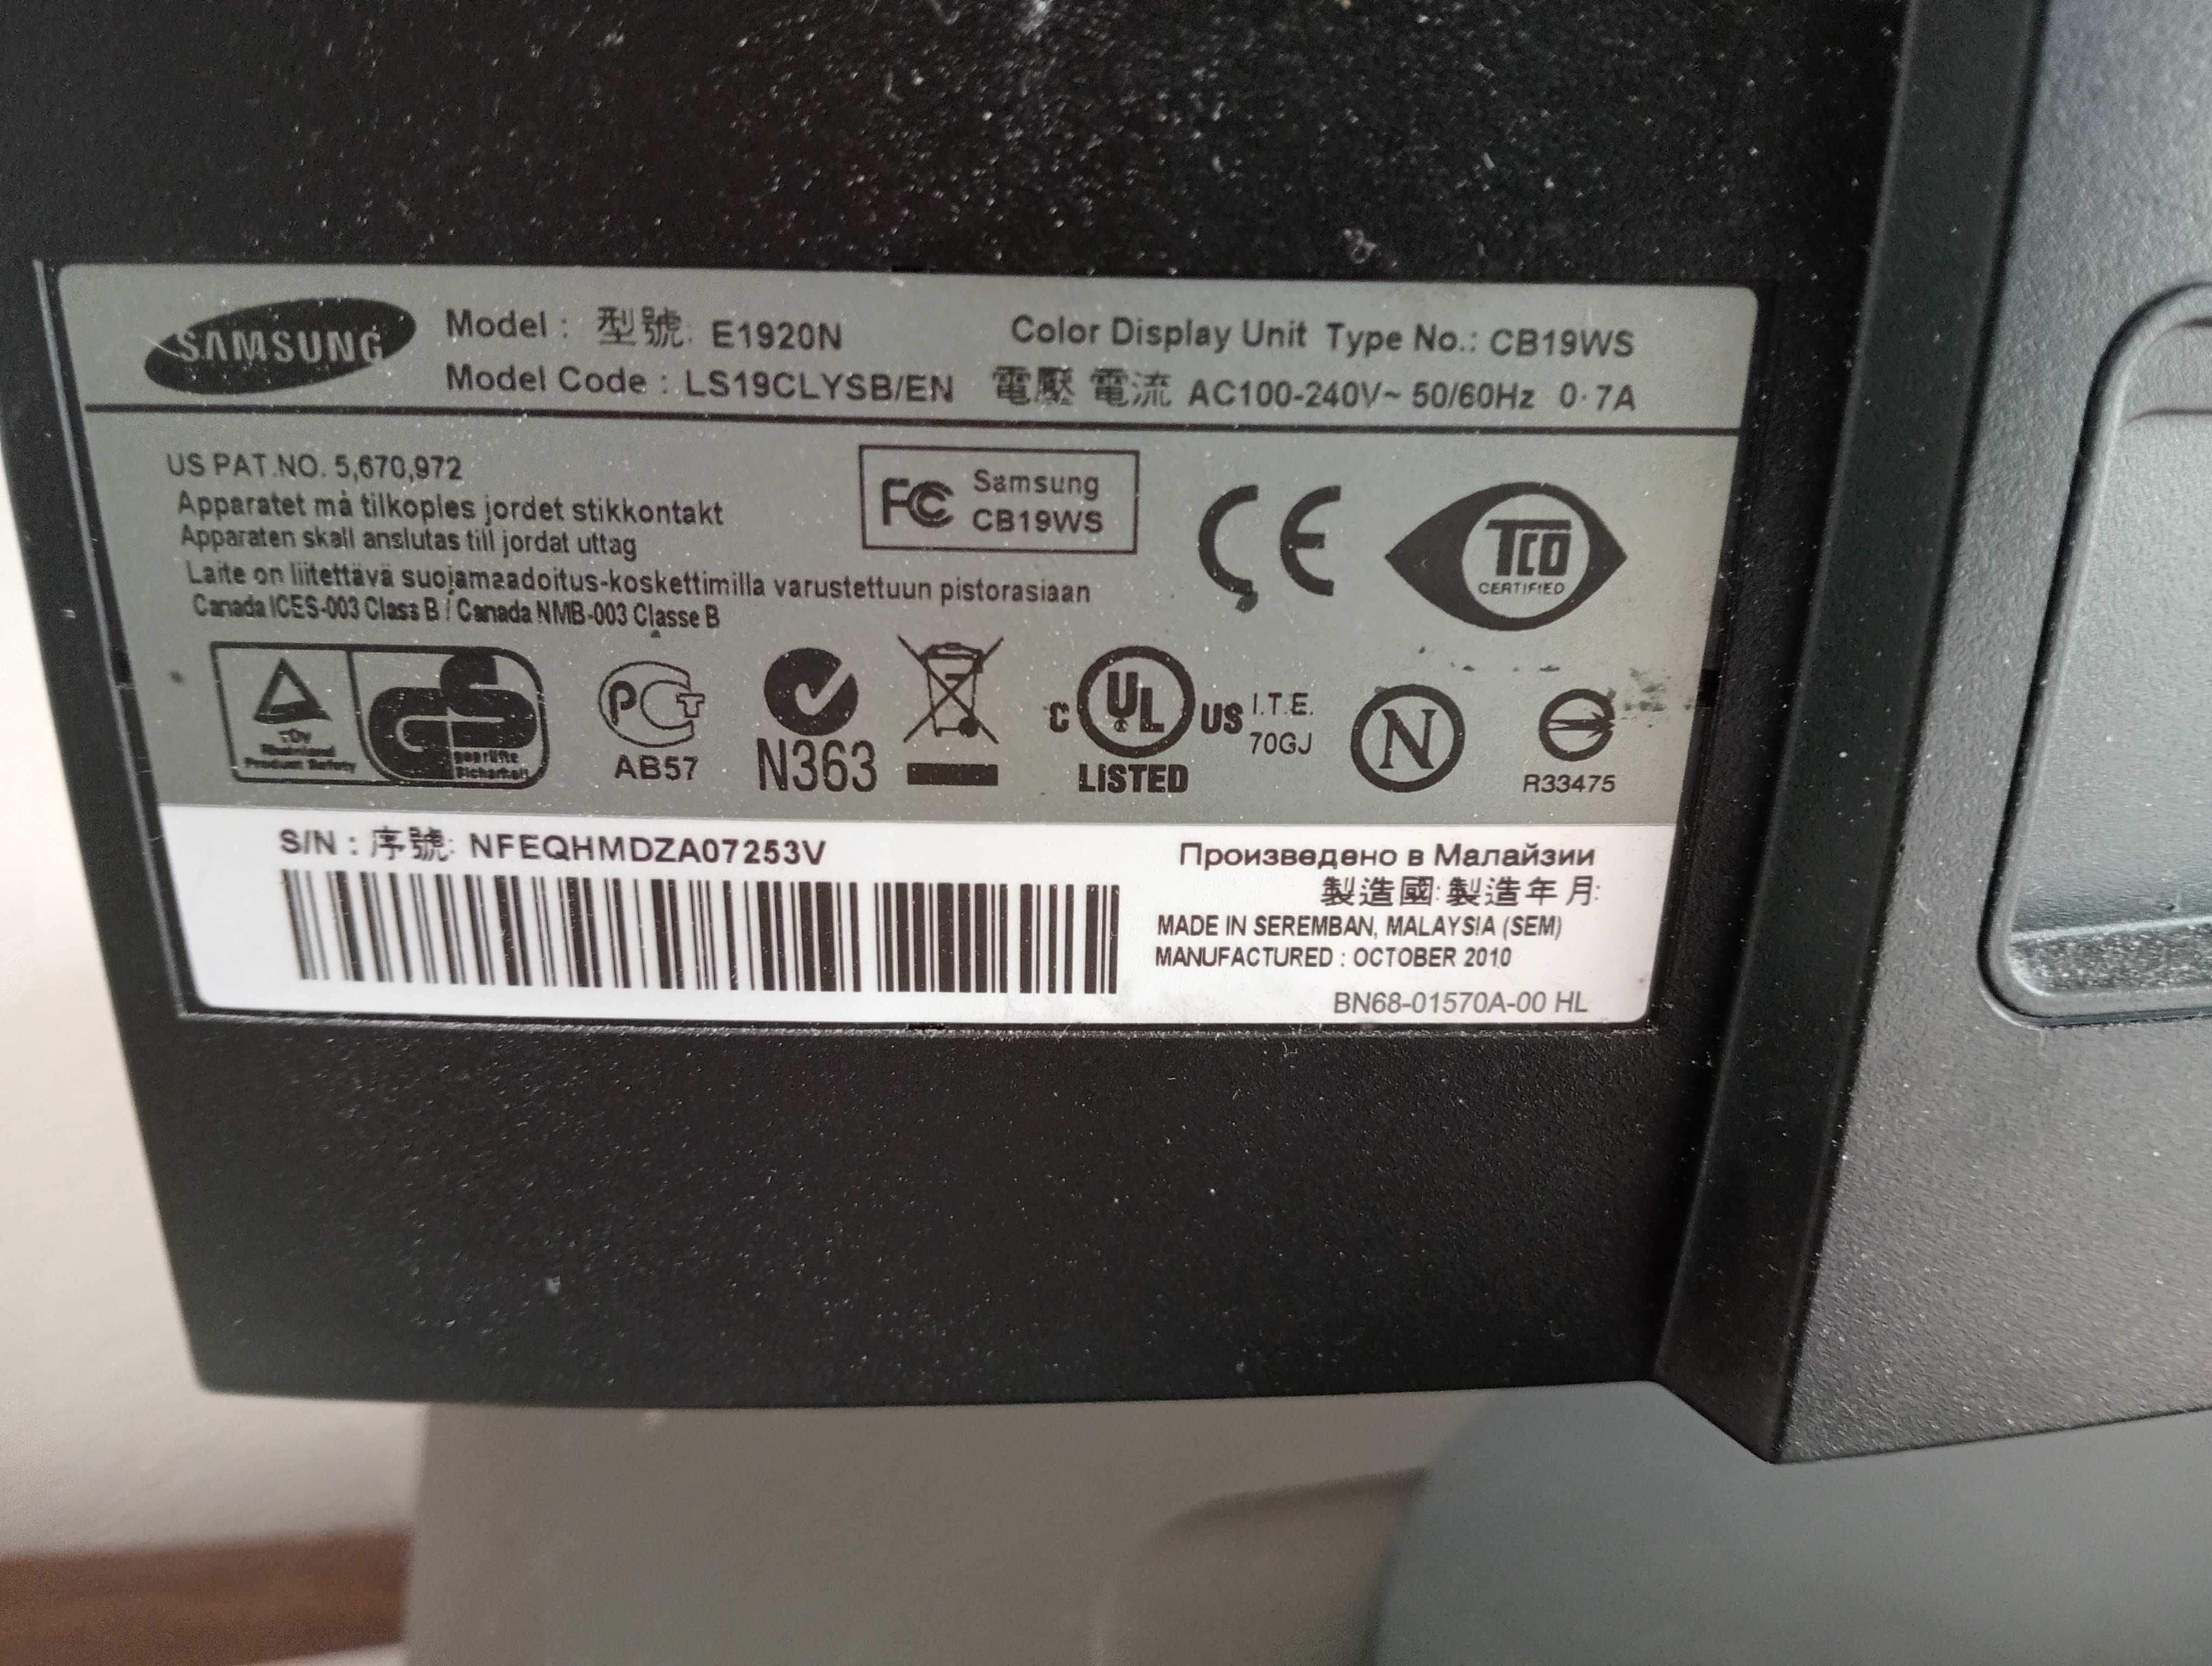 SAMSUNG
Model : 型號: E1920N
Color Display Unit Type No.: CB19WS
Model Code : LS19CLYSB/EN
電壓 電流 AC100-240V~ 50/60Hz 0·7A
US PAT.NO. 5,670,972
Apparatet må tilkoples jordet stikkontakt
Apparaten skall anslutas till jordat uttag
Laite on liitettävä suojamaadoitus-koskettimilla varustettuun pistorasiaan
Canada ICES-003 Class B / Canada NMB-003 Classe B
FC Samsung
CB19WS
CE
TCO
CERTIFIED
TÜV
Rheinland
Product Safety
GS
geprüfte
Sicherheit
PCT
AB57
N363
C UL US
LISTED
I.T.E.
70GJ
N
R33475
S/N : 序號: NFEQHMDZA07253V
Произведено в Малайзии
製造國: 製造年月:
MADE IN SEREMBAN, MALAYSIA (SEM)
MANUFACTURED : OCTOBER 2010
BN68-01570A-00 HL